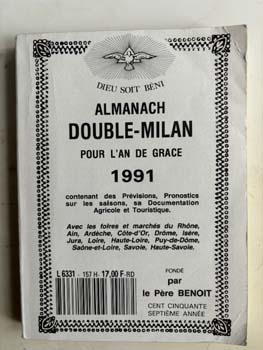 DIEU SOIT BÉNI
ALMANACH
DOUBLE-MILAN
POUR L'AN DE GRACE
1991
contenant des Prévisions, Pronostics
sur les saisons, sa Documentation
Agricole et Touristique.
Avec les foires et marchés du Rhône,
Ain, Ardèche, Côte-d'Or, Drôme, Isère,
Jura, Loire, Haute-Loire, Puy-de-Dôme,
Saône-et-Loire, Savoie, Haute-Savoie.
L 6331 - 157 H - 17,00 F - RD
FONDÉ
par
le Père BENOIT
CENT CINQUANTE
SEPTIÈME ANNÉE